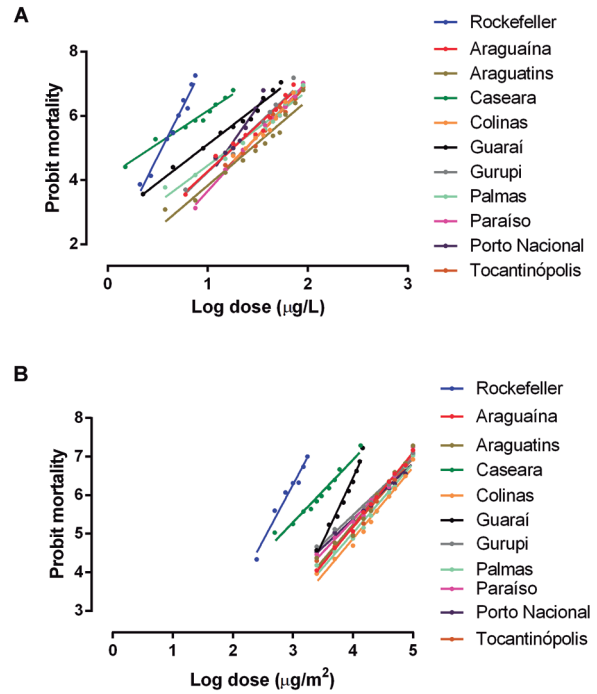 A
Probit mortality
8
6
4
2
0
1
2
3
Log dose (μg/L)
Rockefeller
Araguaína
Araguatins
Caseara
Colinas
Guaraí
Gurupi
Palmas
Paraíso
Porto Nacional
Tocantinópolis
B
Probit mortality
8
7
6
5
4
3
0
1
2
3
4
5
Log dose (μg/m²)
Rockefeller
Araguaína
Araguatins
Caseara
Colinas
Guaraí
Gurupi
Palmas
Paraíso
Porto Nacional
Tocantinópolis